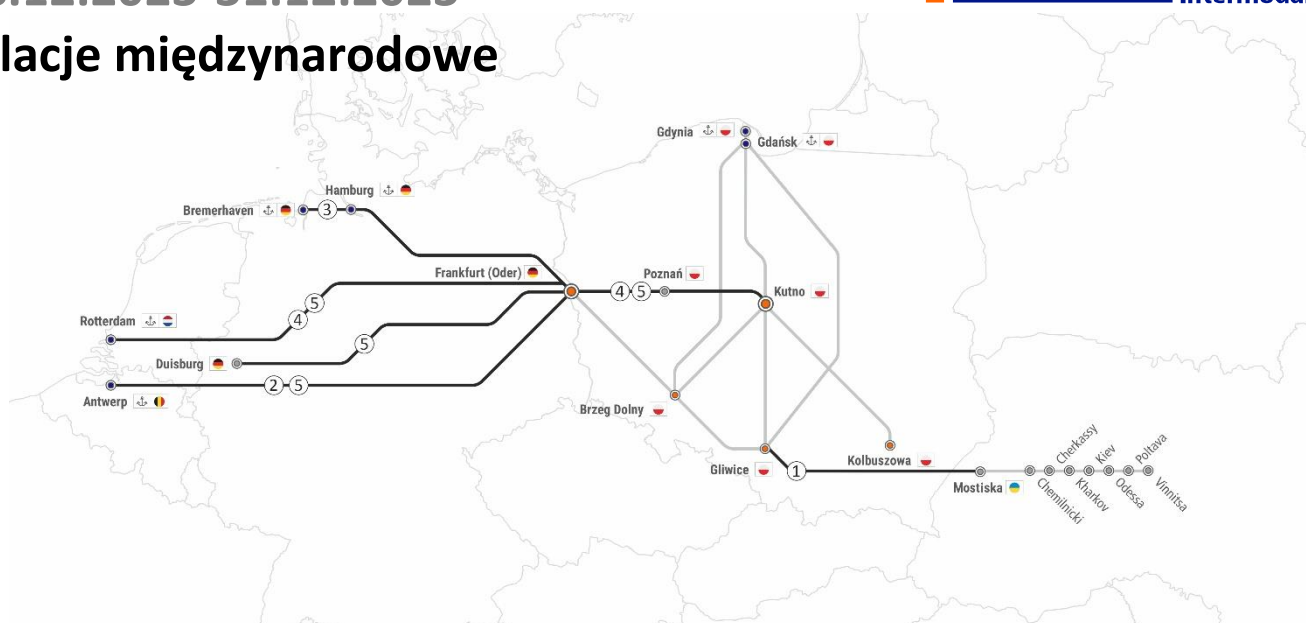 lacje międzynarodowe
Gdynia
Gdańsk
Hamburg
Bremerhaven
3
Frankfurt (Oder)
Poznań
4 5
Kutno
5
4
Rotterdam
5
Duisburg
2 5
Antwerp
Brzeg Dolny
Gliwice
1
Kolbuszowa
Mostiska
Chemilnicki
Cherkassy
Kharkov
Kiev
Odessa
Poltava
Vinnitsa